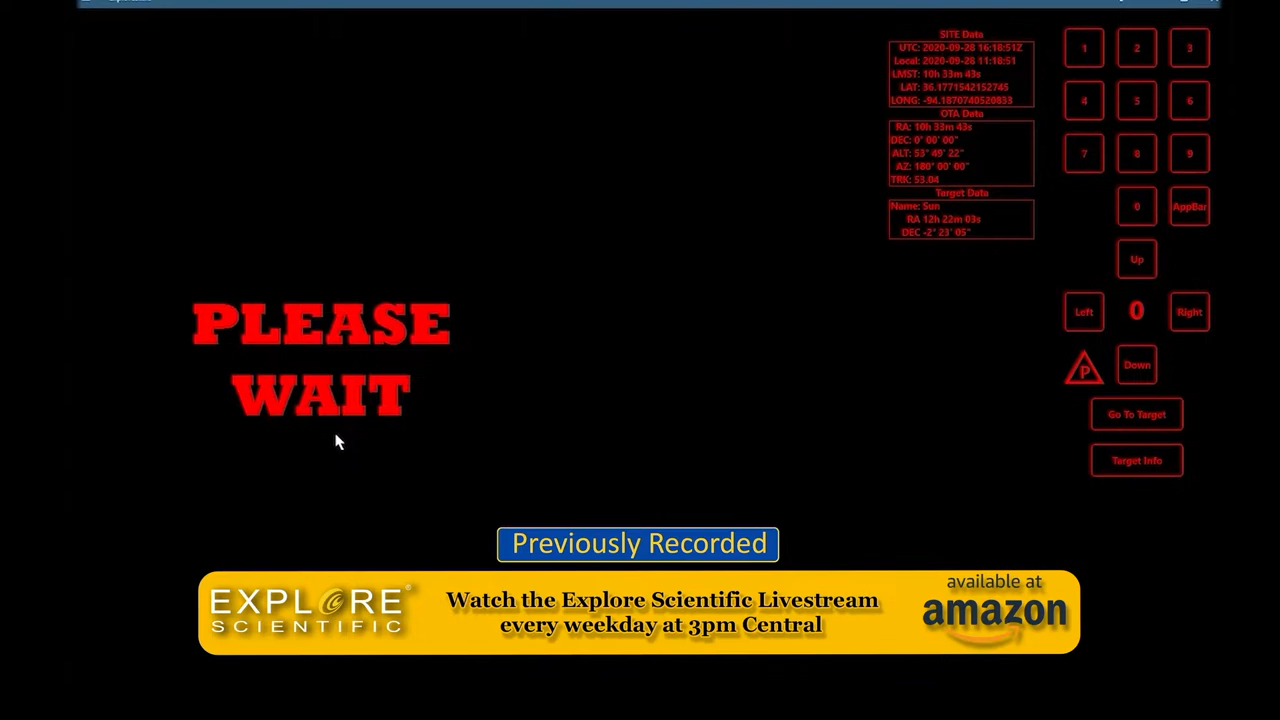 SITE Data
UTC: 2020-09-28 16:18:51Z
Local: 2020-09-28 11:18:51
LMST: 10h 33m 43s
LAT: 36.1771542152745
LONG: -94.1870740520833
OTA Data
RA: 10h 33m 43s
DEC: 0° 00' 00"
ALT: 53° 49' 22"
AZ: 180° 00' 00"
TRK: 53.04
Target Data
Name: Sun
RA 12h 22m 03s
DEC -2° 23' 05"
1 2 3
4 5 6
7 8 9
0 AppBar
Up
Left 0 Right
P Down
Go To Target
Target Info
PLEASE
WAIT
Previously Recorded
EXPLORE
SCIENTIFIC
®
Watch the Explore Scientific Livestream
every weekday at 3pm Central
available at
amazon